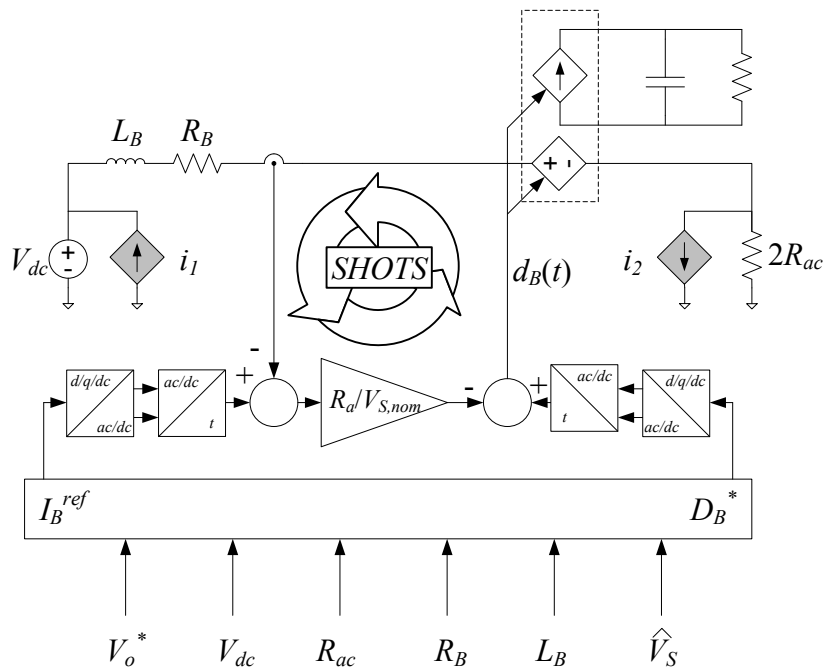 L_B R_B
+ -
V_dc + -
i_1
SHOTS
d_B(t)
i_2
2R_ac
d/q/dc
ac/dc
ac/dc
t
+
-
R_a/V_S,nom
-
+
ac/dc
t
d/q/dc
ac/dc
I_B^ref D_B^*
V_o^* V_dc R_ac R_B L_B V̂_S